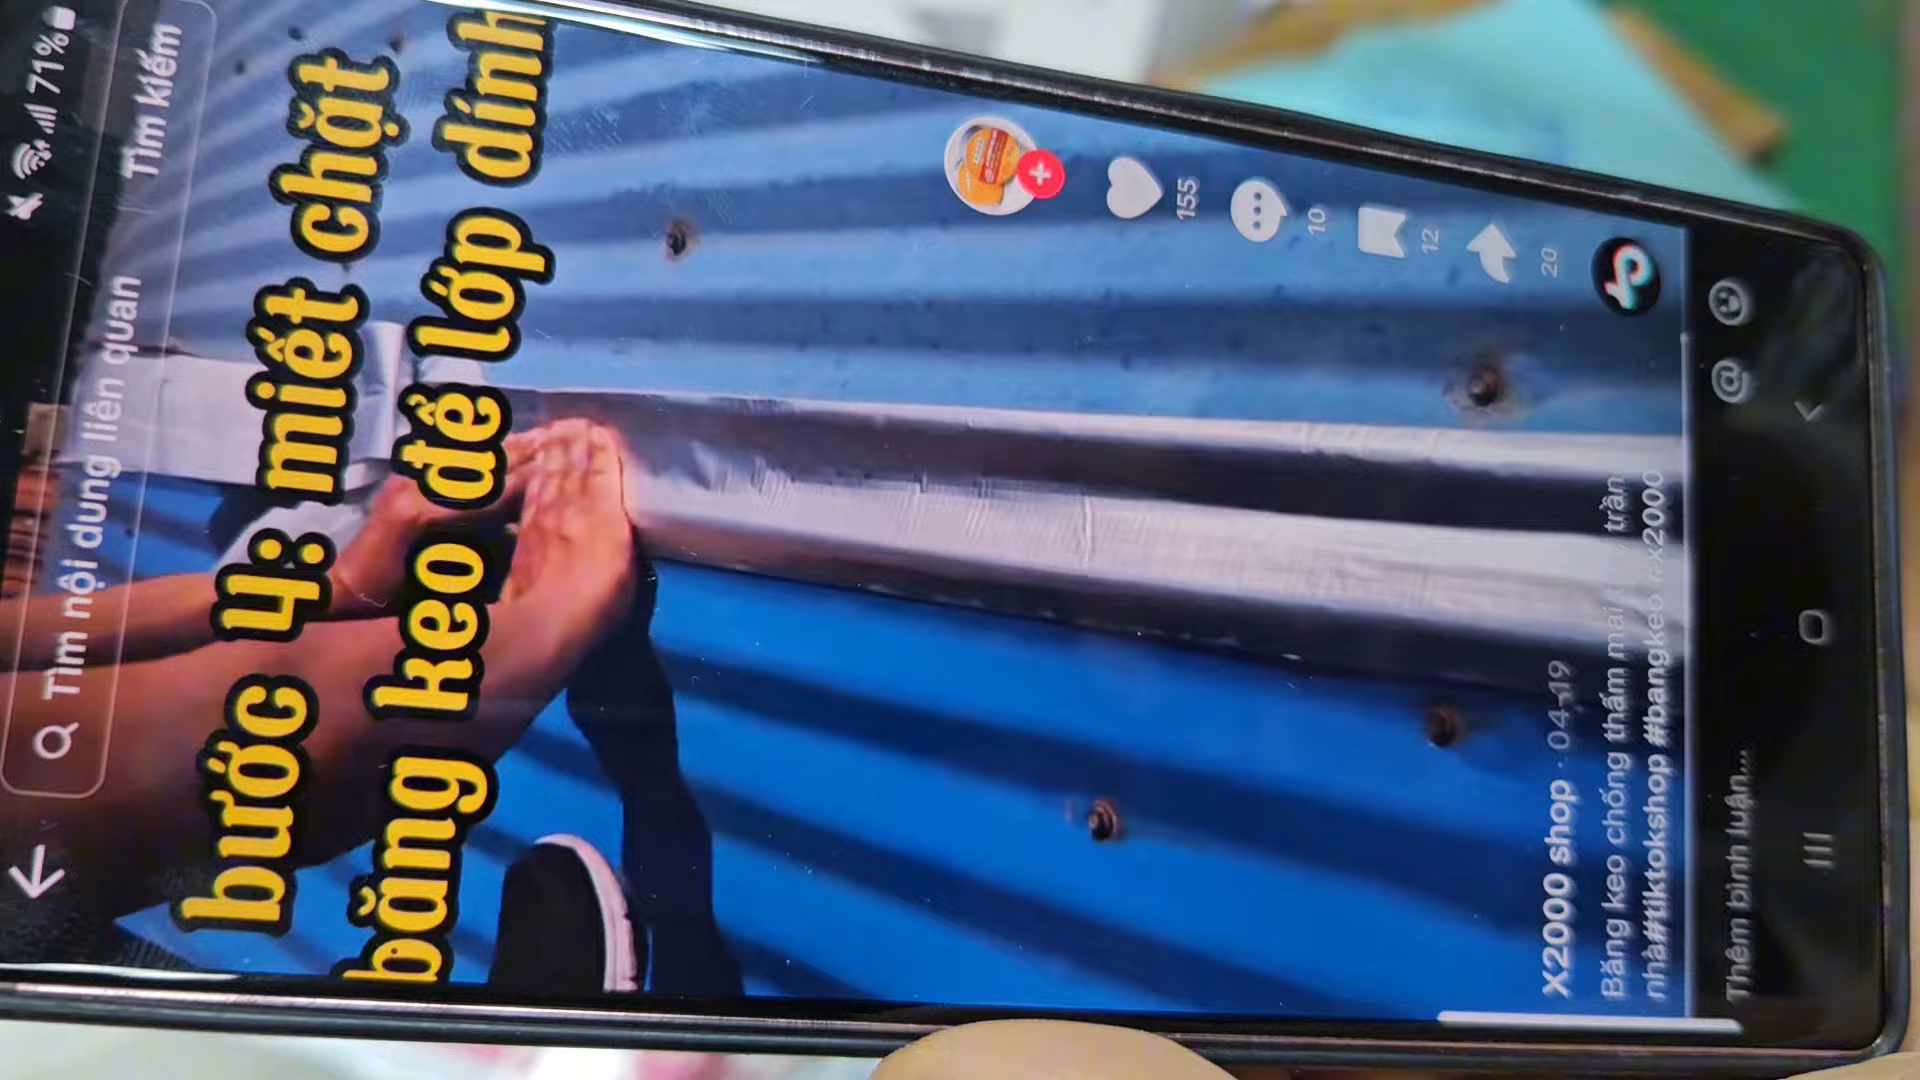 71%
Tìm nội dung liên quan
Tìm kiếm
bước 4: miết chặt
băng keo để lớp dính
155
10
12
20
X2000 shop · 04-19
Băng keo chống thấm mái trần
nhà#tiktokshop #bangkeo x2000
Thêm bình luận...